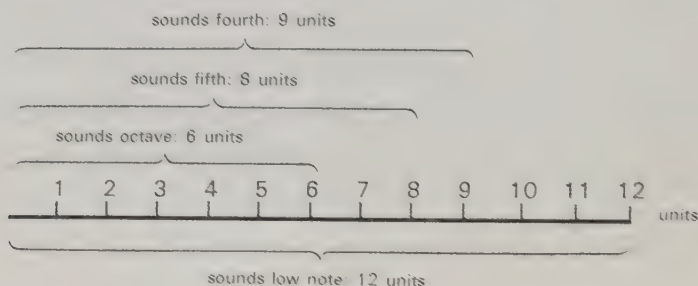 sounds fourth: 9 units
sounds fifth: 8 units
sounds octave: 6 units
1 2 3 4 5 6 7 8 9 10 11 12
units
sounds low note: 12 units